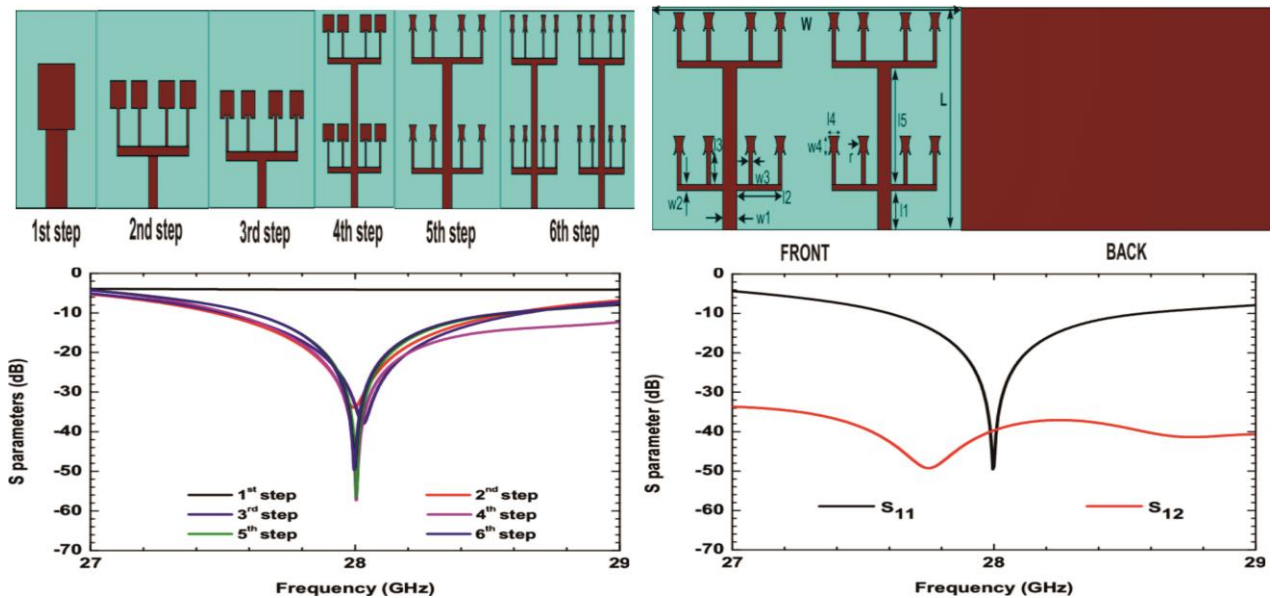 1st step 2nd step 3rd step 4th step 5th step 6th step
W
L
l5
l4
w4
r
l3
w3
w2
l2
w1
l1
FRONT BACK
S parameters (dB)
0
-10
-20
-30
-40
-50
-60
-70
1st step 2nd step
3rd step 4th step
5th step 6th step
27 28 29
Frequency (GHz)
S parameter (dB)
0
-10
-20
-30
-40
-50
-60
-70
S11 S12
27 28 29
Frequency (GHz)